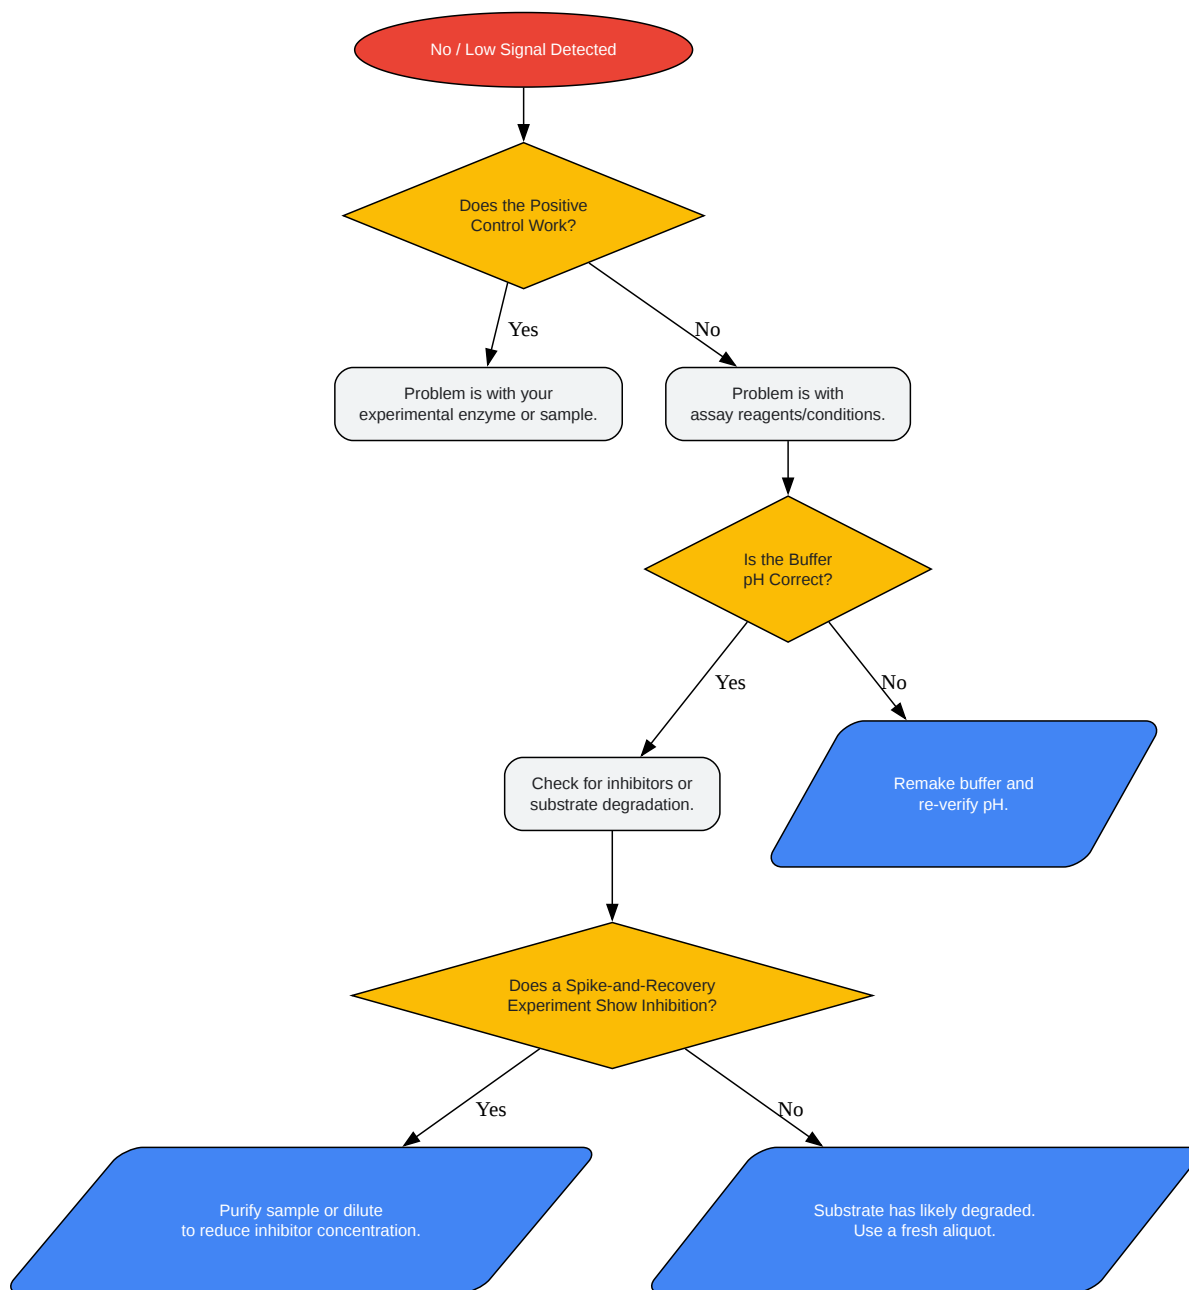 No / Low Signal Detected
Does the Positive
Control Work?
Yes
No
Problem is with your
experimental enzyme or sample.
Problem is with
assay reagents/conditions.
Is the Buffer
pH Correct?
Yes
No
Check for inhibitors or
substrate degradation.
Remake buffer and
re-verify pH.
Does a Spike-and-Recovery
Experiment Show Inhibition?
Yes
No
Purify sample or dilute
to reduce inhibitor concentration.
Substrate has likely degraded.
Use a fresh aliquot.